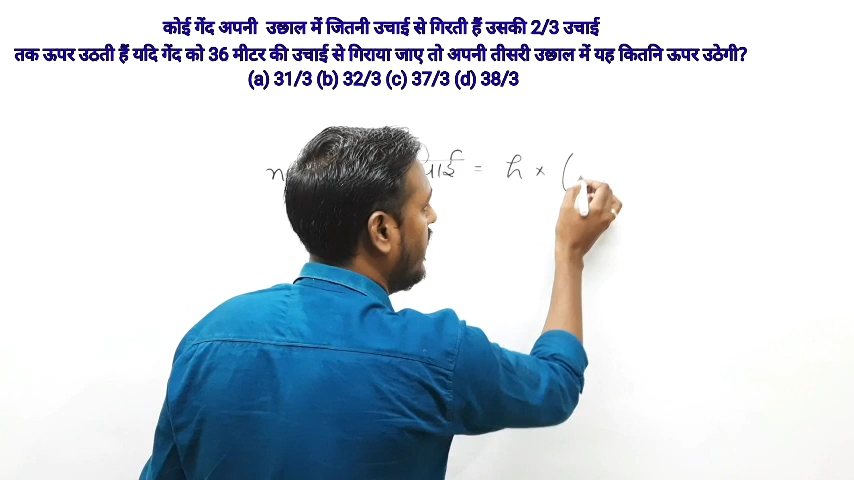 कोई गेंद अपनी उछाल में जितनी उचाई से गिरती हैं उसकी 2/3 उचाई
तक ऊपर उठती हैं यदि गेंद को 36 मीटर की उचाई से गिराया जाए तो अपनी तीसरी उछाल में यह कितनि ऊपर उठेगी?
(a) 31/3 (b) 32/3 (c) 37/3 (d) 38/3
= h × (